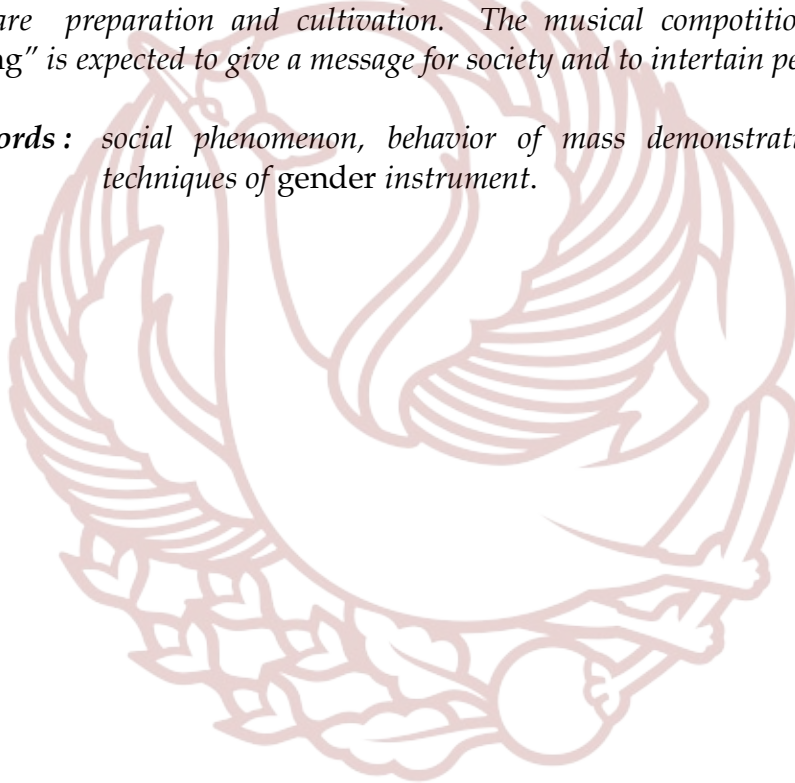 are preparation and cultivation. The musical compotitio
ng" is expected to give a message for society and to intertain pe
ords : social phenomenon, behavior of mass demonstrati
techniques of gender instrument.